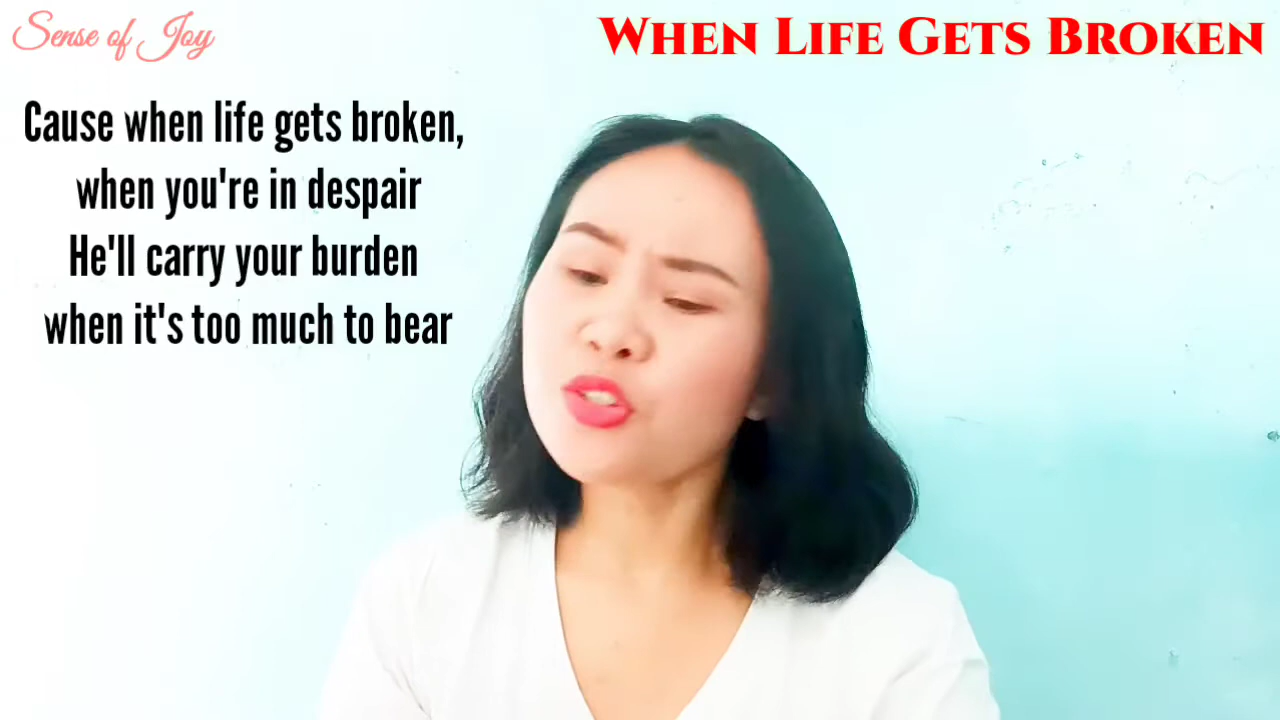 Sense of Joy
When Life Gets Broken
Cause when life gets broken,
when you're in despair
He'll carry your burden
when it's too much to bear